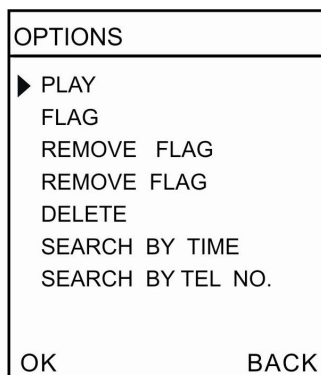 OPTIONS
PLAY
FLAG
REMOVE FLAG
REMOVE FLAG
DELETE
SEARCH BY TIME
SEARCH BY TEL NO.
OK BACK